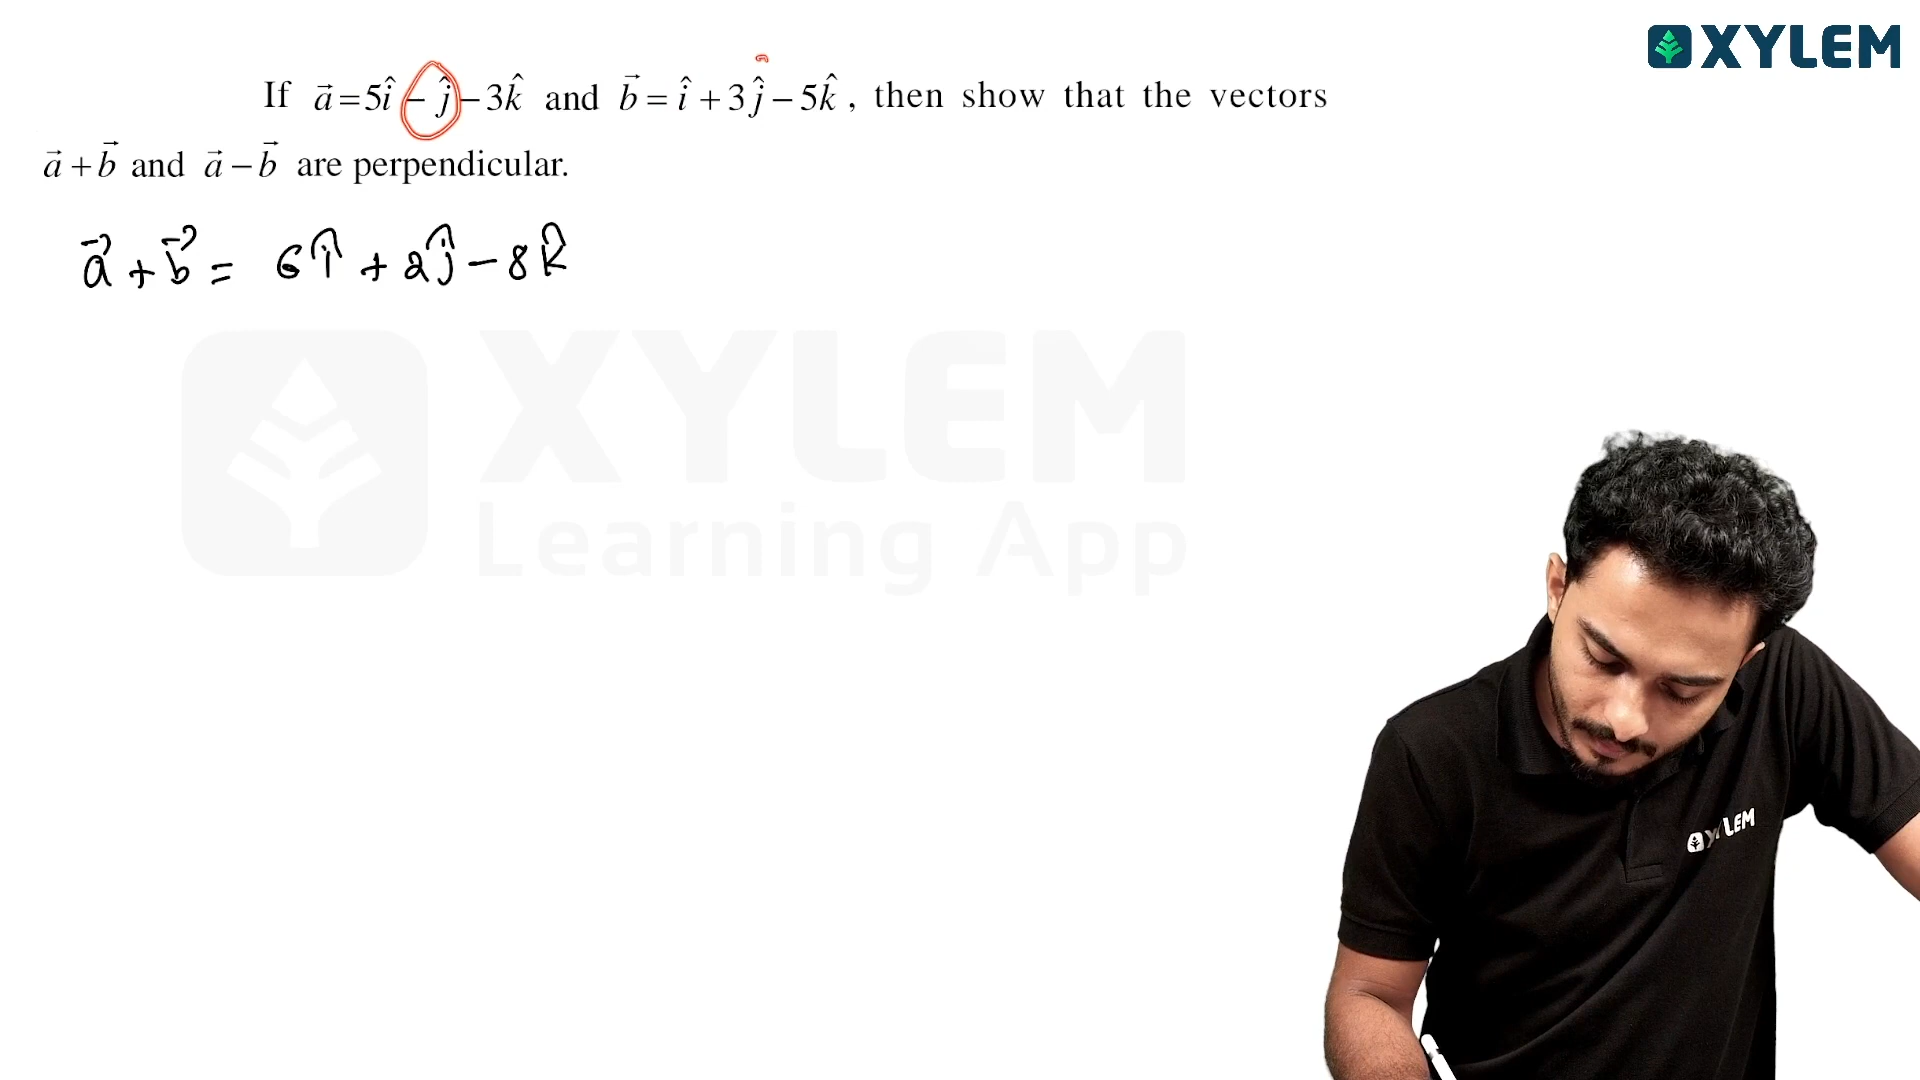 XYLEM
If a⃗ = 5î − ĵ − 3k̂ and b⃗ = î + 3ĵ − 5k̂ , then show that the vectors
a⃗ + b⃗ and a⃗ − b⃗ are perpendicular.
a⃗ + b⃗ = 6î + 2ĵ − 8k̂
XYLEM
Learning App
XYLEM